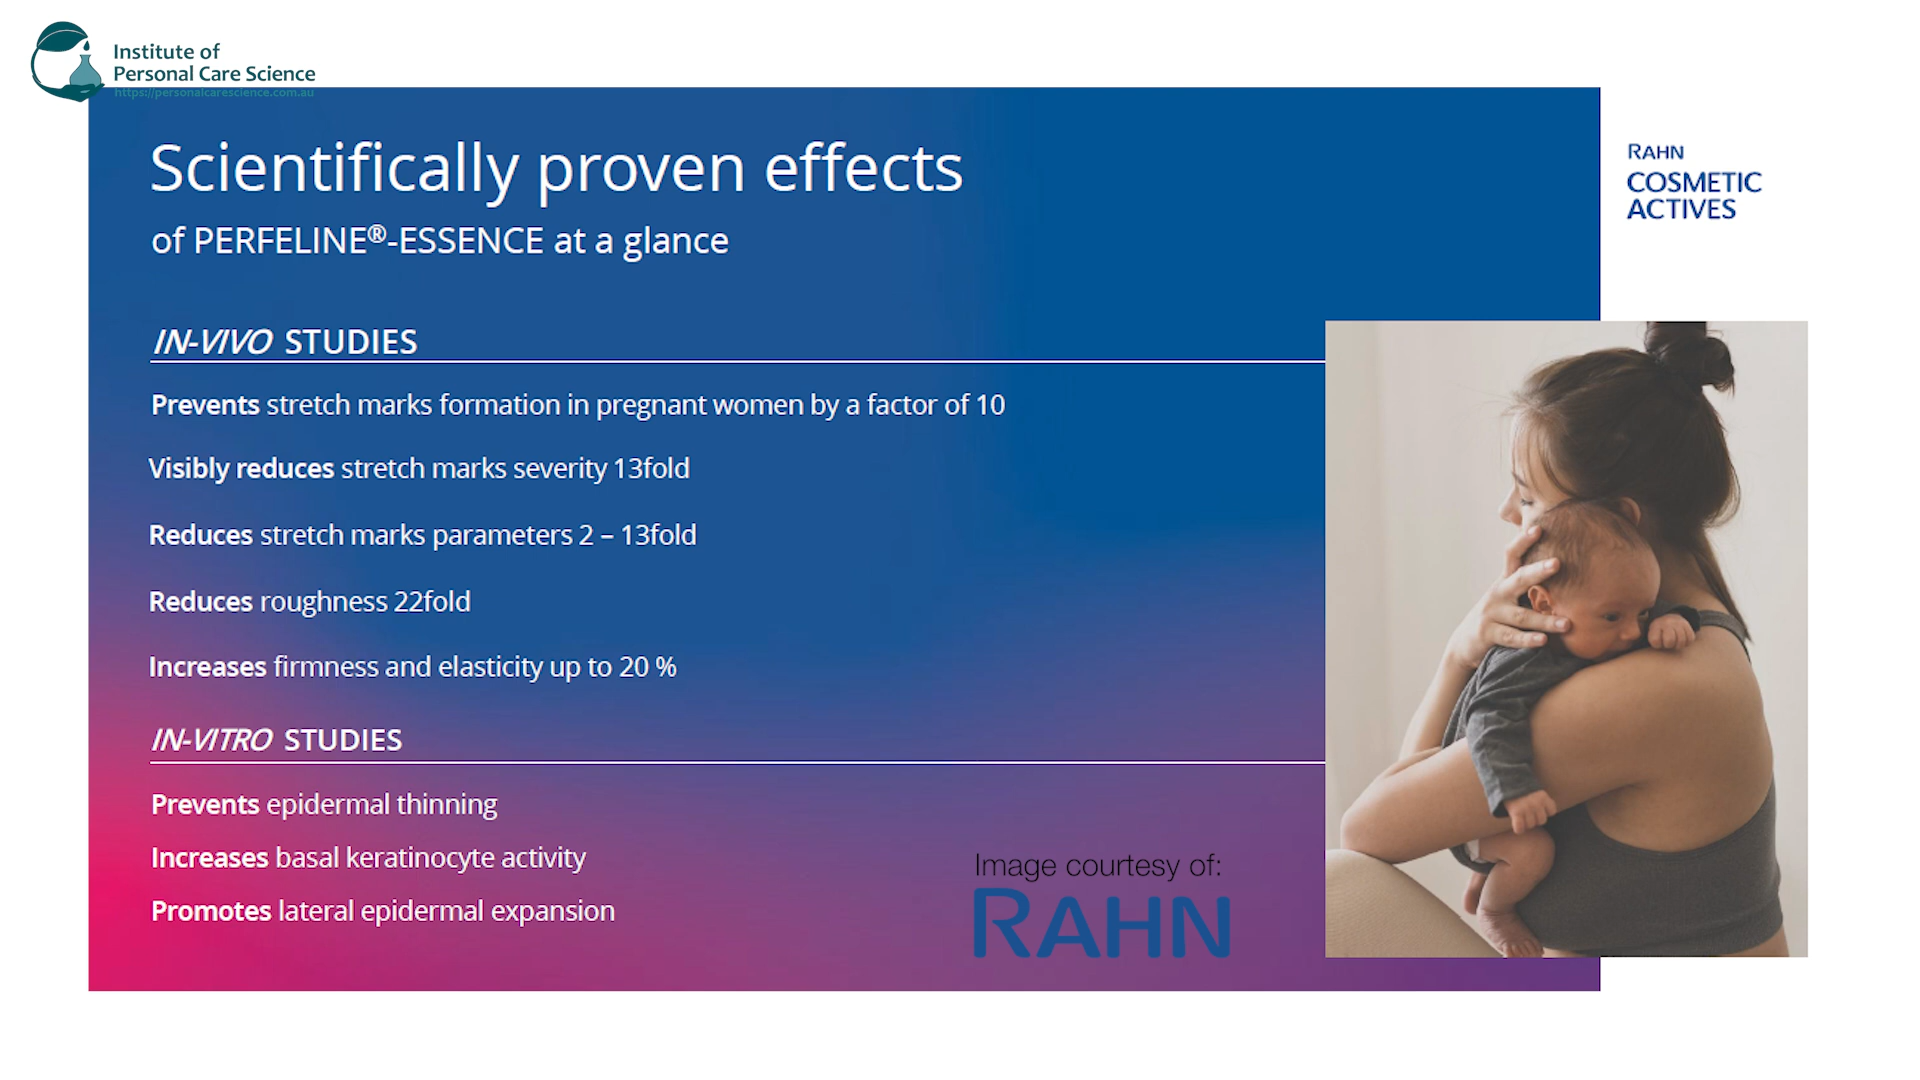 Institute of
Personal Care Science
https://personalcarescience.com.au
Scientifically proven effects
of PERFELINE®-ESSENCE at a glance
RAHN
COSMETIC
ACTIVES
IN-VIVO STUDIES
Prevents stretch marks formation in pregnant women by a factor of 10
Visibly reduces stretch marks severity 13fold
Reduces stretch marks parameters 2 – 13fold
Reduces roughness 22fold
Increases firmness and elasticity up to 20 %
IN-VITRO STUDIES
Prevents epidermal thinning
Increases basal keratinocyte activity
Promotes lateral epidermal expansion
Image courtesy of:
RAHN